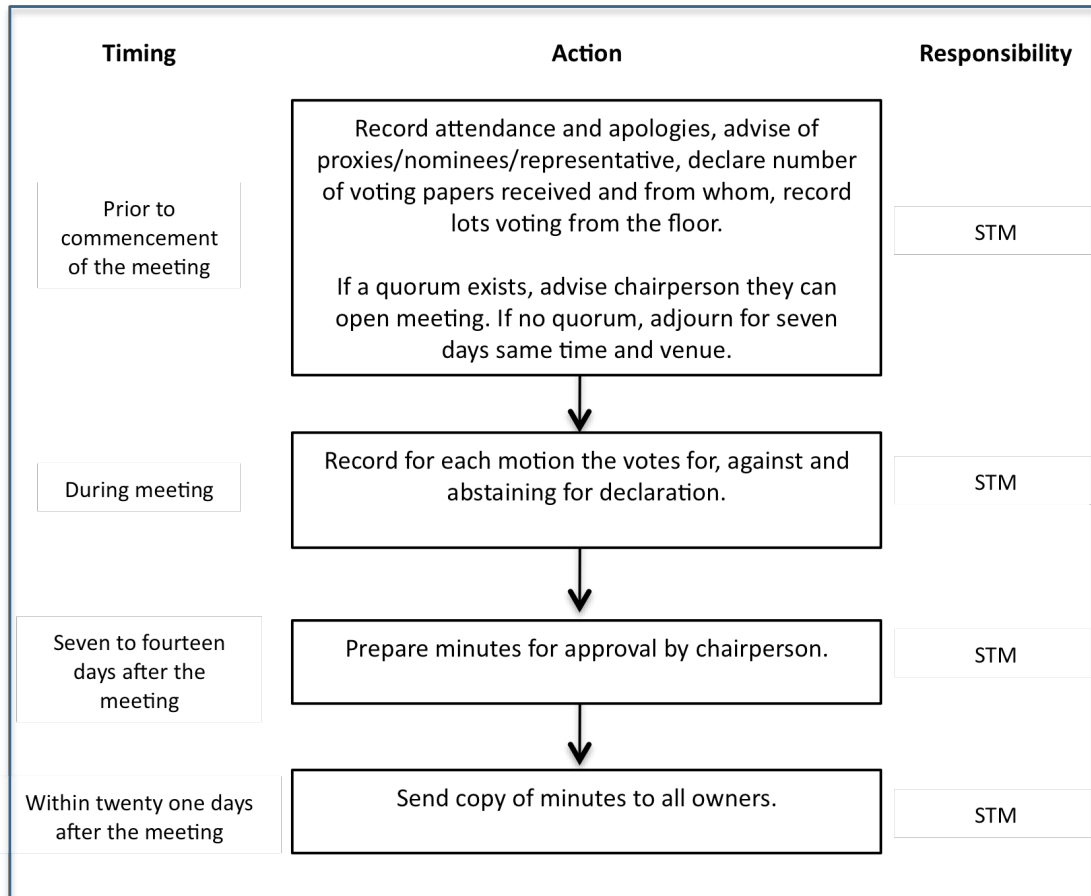 Timing
Action
Responsibility
Prior to
commencement
of the meeting
Record attendance and apologies, advise of
proxies/nominees/representative, declare number
of voting papers received and from whom, record
lots voting from the floor.
If a quorum exists, advise chairperson they can
open meeting. If no quorum, adjourn for seven
days same time and venue.
STM
During meeting
Record for each motion the votes for, against and
abstaining for declaration.
STM
Seven to fourteen
days after the
meeting
Prepare minutes for approval by chairperson.
STM
Within twenty one days
after the meeting
Send copy of minutes to all owners.
STM